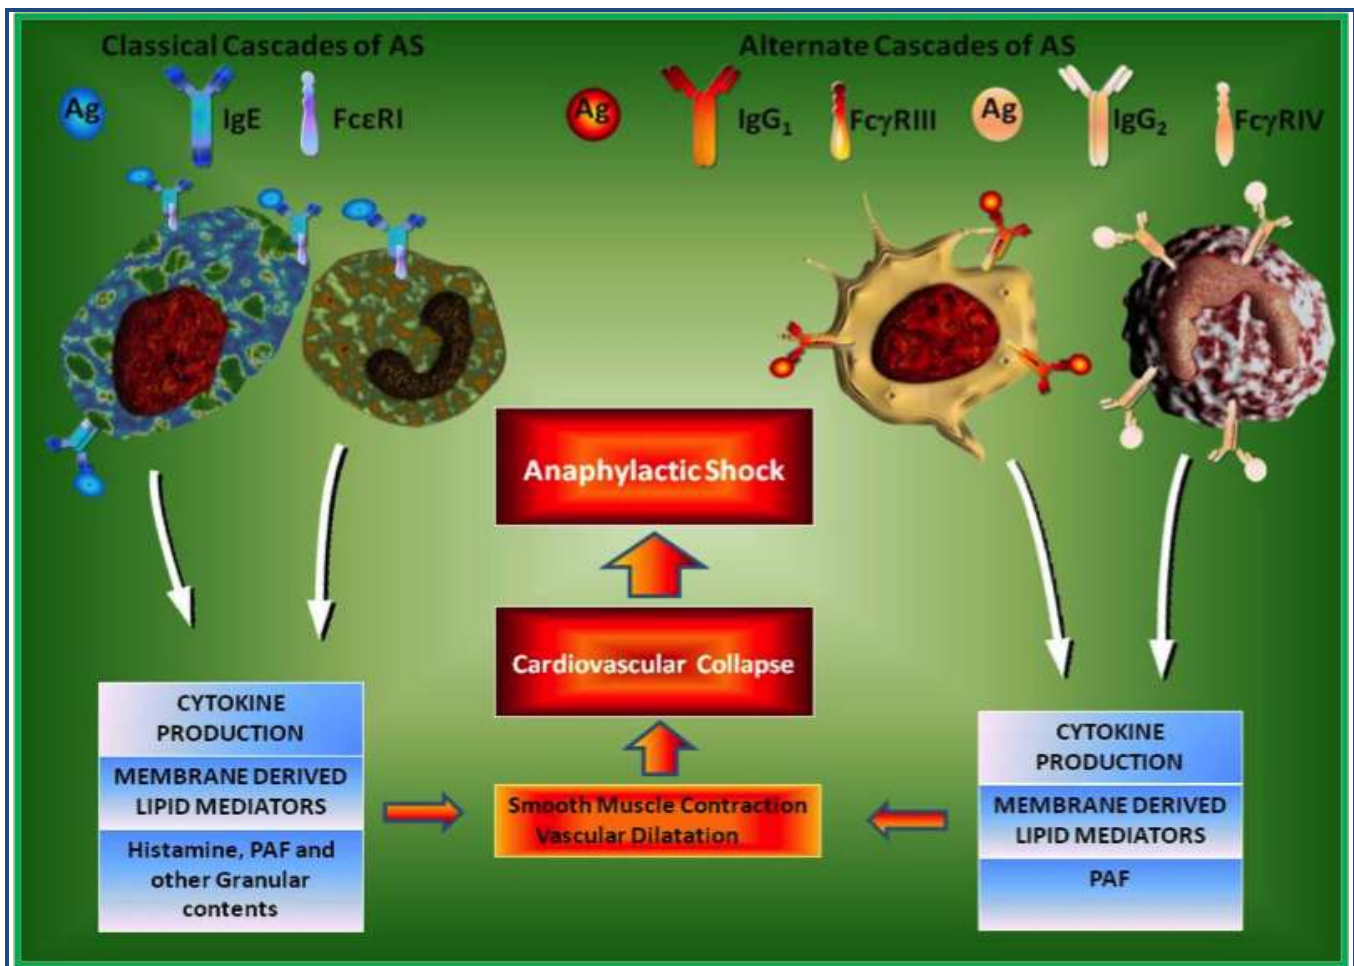 Classical Cascades of AS
Alternate Cascades of AS
Ag
IgE
FcεRI
Ag
IgG₁
FcγRIII
Ag
IgG₂
FcγRIV
Anaphylactic Shock
Cardiovascular Collapse
CYTOKINE
PRODUCTION
MEMBRANE DERIVED
LIPID MEDIATORS
Histamine, PAF and
other Granular
contents
Smooth Muscle Contraction
Vascular Dilatation
CYTOKINE
PRODUCTION
MEMBRANE DERIVED
LIPID MEDIATORS
PAF